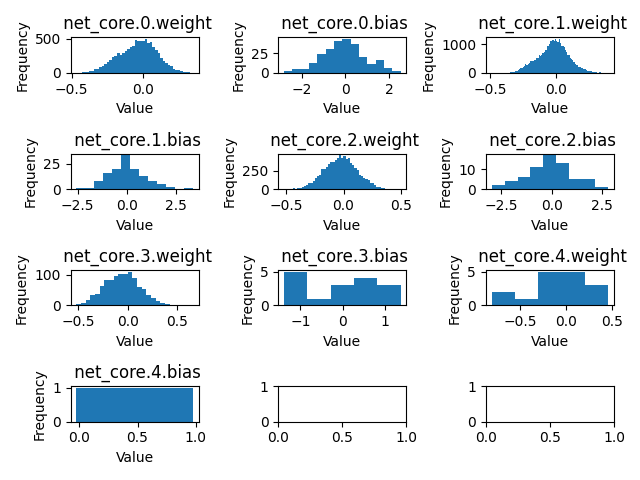 net_core.0.weight
Frequency
500
0
−0.5
0.0
Value
net_core.0.bias
Frequency
25
0
−2
0
2
Value
net_core.1.weight
Frequency
1000
0
−0.5
0.0
Value
net_core.1.bias
Frequency
25
0
−2.5
0.0
2.5
Value
net_core.2.weight
Frequency
250
0
−0.5
0.0
0.5
Value
net_core.2.bias
Frequency
10
0
−2.5
0.0
2.5
Value
net_core.3.weight
Frequency
100
0
−0.5
0.0
0.5
Value
net_core.3.bias
Frequency
5
0
−1
0
1
Value
net_core.4.weight
Frequency
5
0
−0.5
0.0
0.5
Value
net_core.4.bias
Frequency
1
0
0.0
0.5
1.0
Value
1
0
0.0
0.5
1.0
1
0
0.0
0.5
1.0